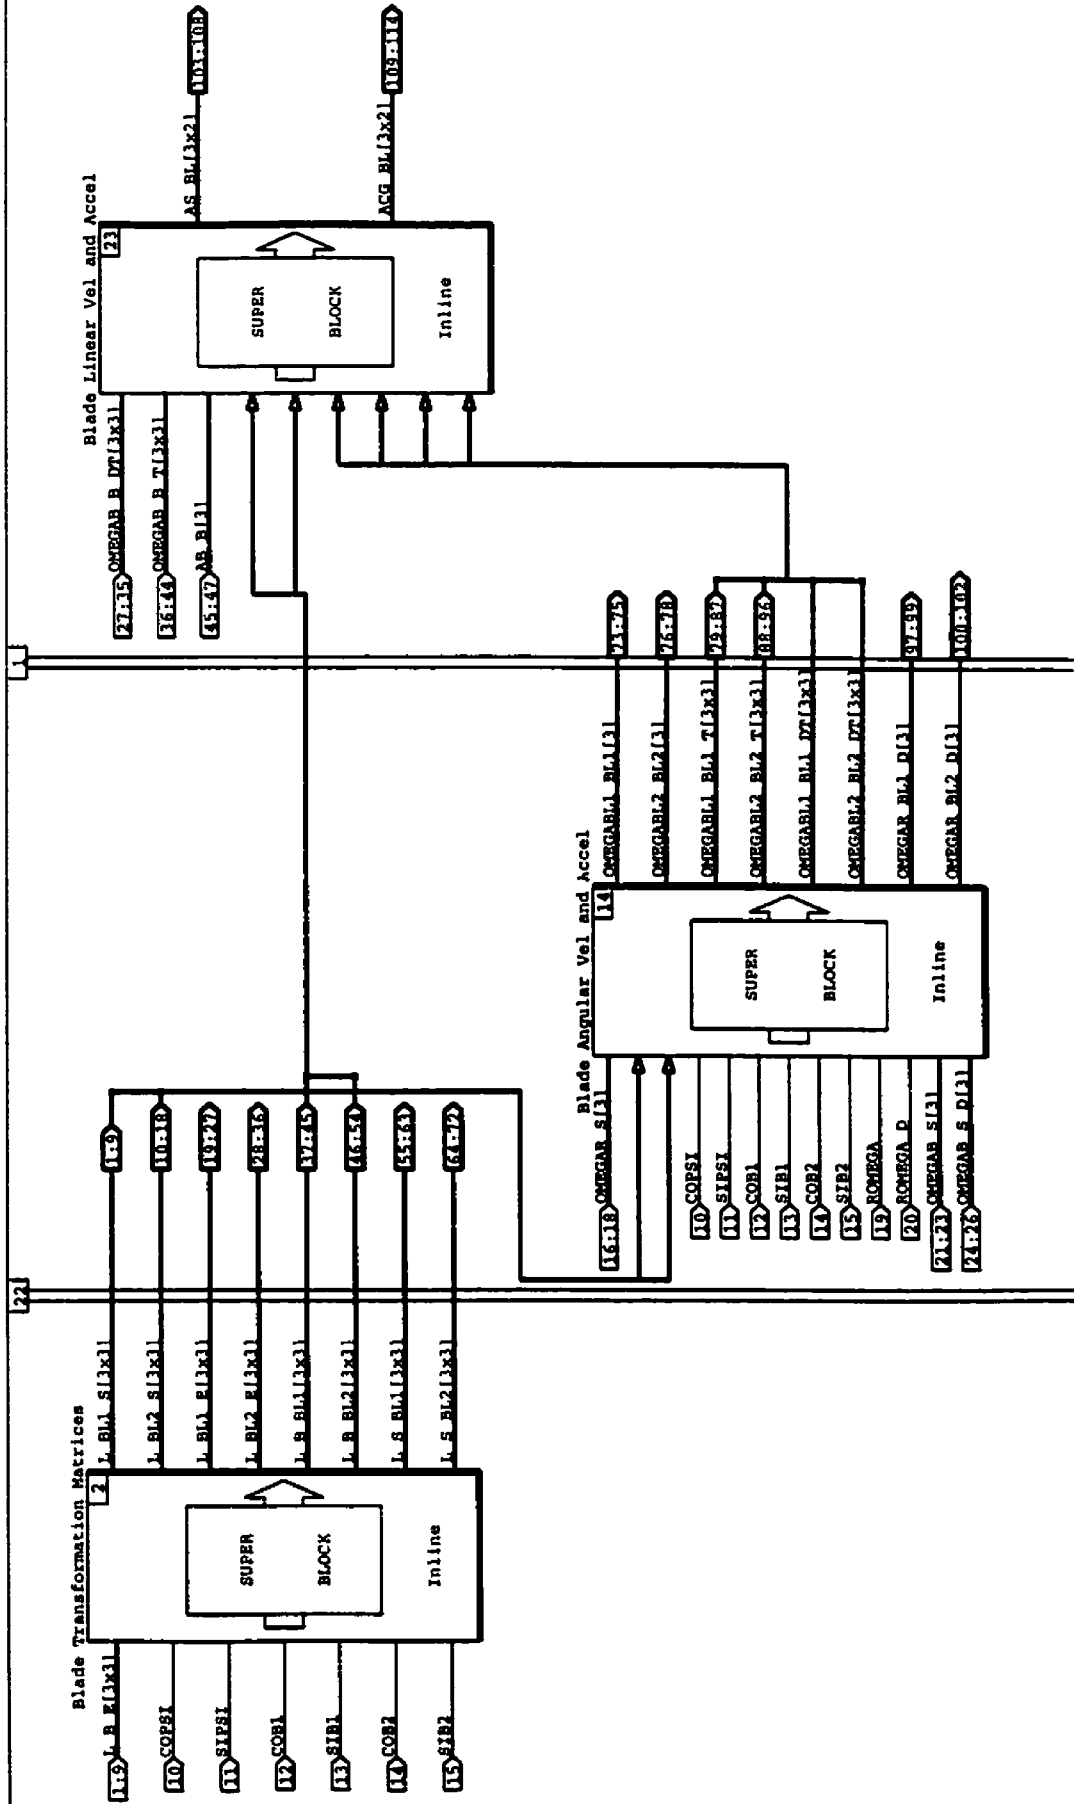 22
1
Blade Transformation Matrices
2
SUPER
BLOCK
Inline
1:9 L B E[3x3]
10 COPSI
11 SIPSI
12 COB1
13 SIB1
14 COB2
15 SIB2
L BL1 S[3x3] 1:9
L BL2 S[3x3] 10:18
L BL1 E[3x3] 19:27
L BL2 E[3x3] 28:36
L B BL1[3x3] 37:45
L B BL2[3x3] 46:54
L S BL1[3x3] 55:63
L S BL2[3x3] 64:72
Blade Angular Vel and Accel
14
SUPER
BLOCK
Inline
16:18 OMEGAR S[3]
10 COPSI
11 SIPSI
12 COB1
13 SIB1
14 COB2
15 SIB2
19 ROMEGA
20 ROMEGA D
21:23 OMEGAB S[3]
24:26 OMEGAB S D[3]
OMEGABL1 BL1[3] 73:75
OMEGABL2 BL2[3] 76:78
OMEGABL1 BL1 T[3x3] 79:87
OMEGABL2 BL2 T[3x3] 88:96
OMEGABL1 BL1 DT[3x3]
OMEGABL2 BL2 DT[3x3]
OMEGAR BL1 D[3] 97:99
OMEGAR BL2 D[3] 100:102
Blade Linear Vel and Accel
23
SUPER
BLOCK
Inline
27:35 OMEGAB B DT[3x3]
36:44 OMEGAB B T[3x3]
45:47 AB B[3]
AS BL[3x2] 103:108
ACG BL[3x2] 109:114